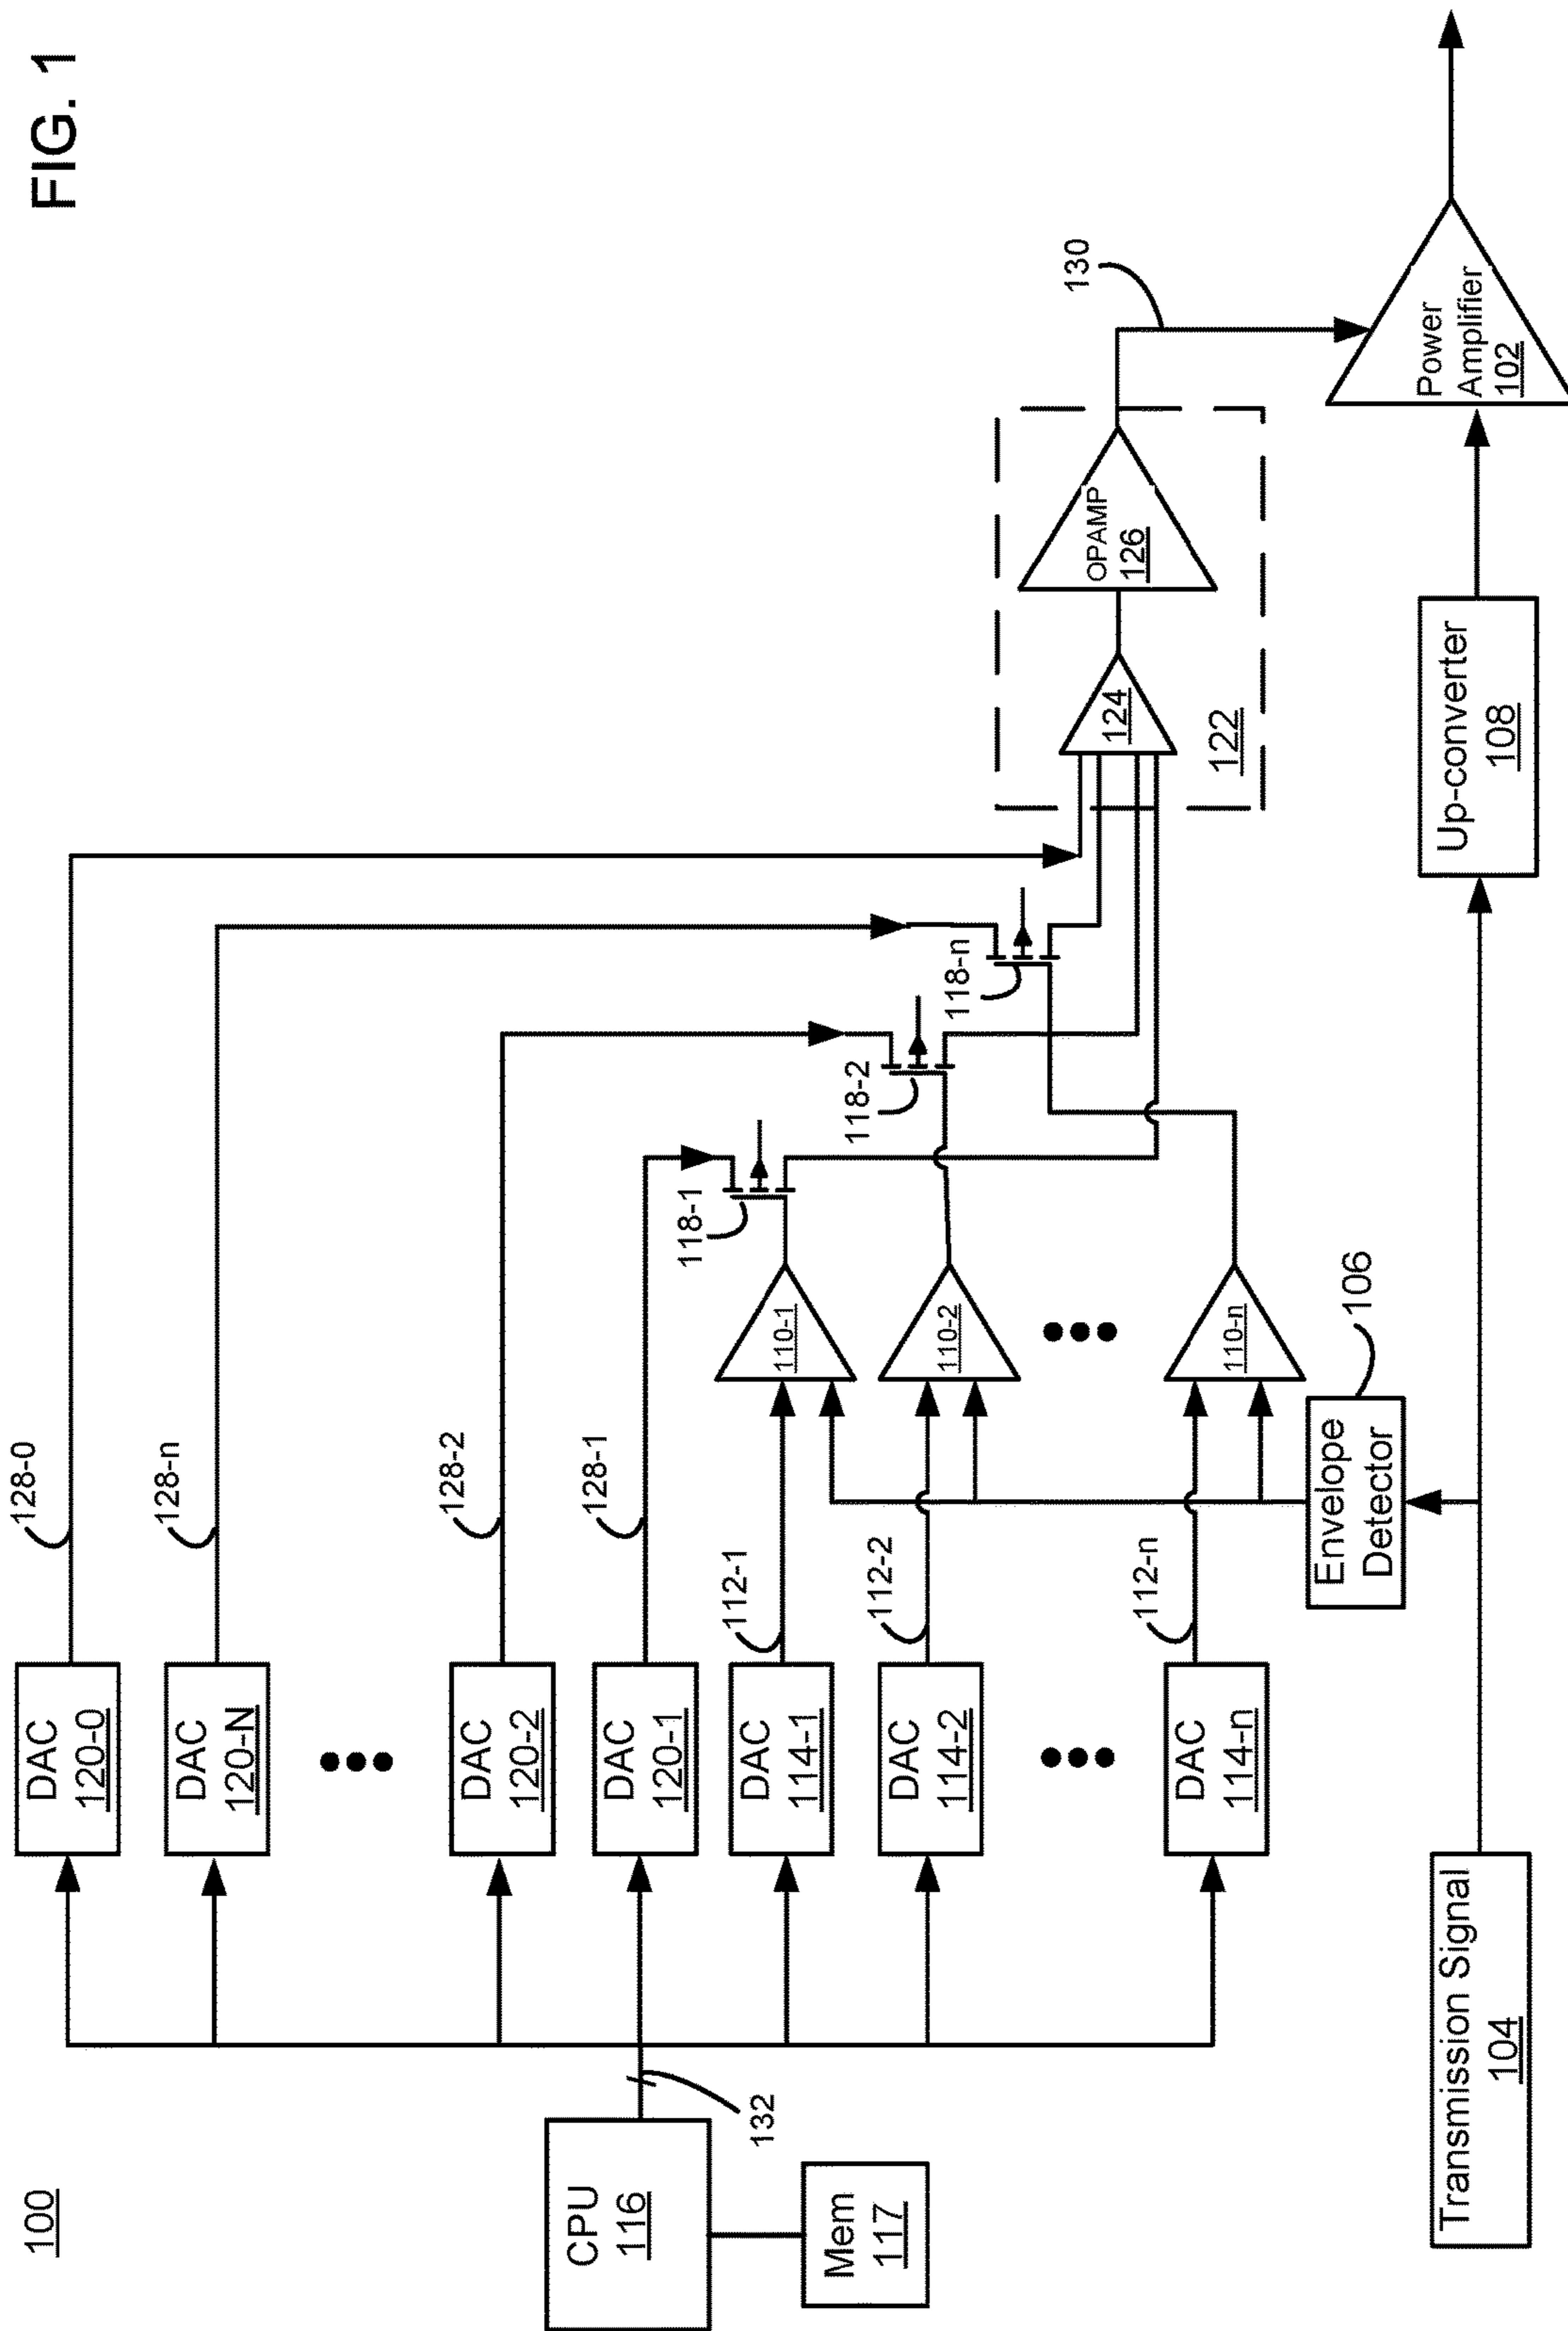 FIG. 1
100
128-0
128-n
128-2
128-1
112-1
112-2
112-n
DAC
120-0
DAC
120-N
DAC
120-2
DAC
120-1
DAC
114-1
DAC
114-2
DAC
114-n
CPU
116
132
Mem
117
118-1
118-2
118-n
110-1
110-2
110-n
124
OPAMP
126
122
130
Power
Amplifier
102
Envelope
Detector
106
Up-converter
108
Transmission Signal
104